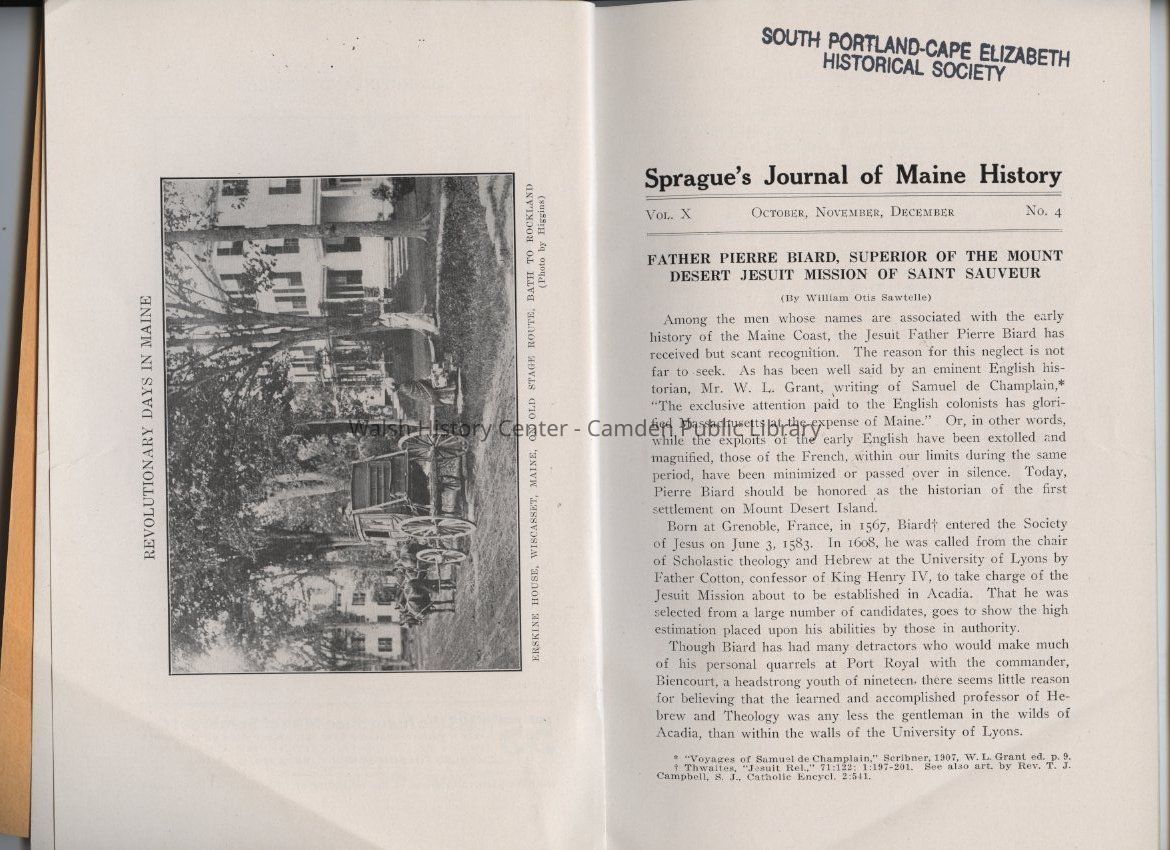 REVOLUTIONARY DAYS IN MAINE
ERSKINE HOUSE, WISCASSET, MAINE, ON OLD STAGE ROUTE, BATH TO ROCKLAND
(Photo by Higgins)
SOUTH PORTLAND-CAPE ELIZABETH
HISTORICAL SOCIETY
Sprague's Journal of Maine History
Vol. X October, November, December No. 4
FATHER PIERRE BIARD, SUPERIOR OF THE MOUNT
DESERT JESUIT MISSION OF SAINT SAUVEUR
(By William Otis Sawtelle)
Among the men whose names are associated with the early
history of the Maine Coast, the Jesuit Father Pierre Biard has
received but scant recognition. The reason for this neglect is not
far to seek. As has been well said by an eminent English his-
torian, Mr. W. L. Grant, writing of Samuel de Champlain,*
"The exclusive attention paid to the English colonists has glori-
fied Massachusetts at the expense of Maine." Or, in other words,
while the exploits of the early English have been extolled and
magnified, those of the French, within our limits during the same
period, have been minimized or passed over in silence. Today,
Pierre Biard should be honored as the historian of the first
settlement on Mount Desert Island.
Born at Grenoble, France, in 1567, Biard† entered the Society
of Jesus on June 3, 1583. In 1608, he was called from the chair
of Scholastic theology and Hebrew at the University of Lyons by
Father Cotton, confessor of King Henry IV, to take charge of the
Jesuit Mission about to be established in Acadia. That he was
selected from a large number of candidates, goes to show the high
estimation placed upon his abilities by those in authority.
Though Biard has had many detractors who would make much
of his personal quarrels at Port Royal with the commander,
Biencourt, a headstrong youth of nineteen, there seems little reason
for believing that the learned and accomplished professor of He-
brew and Theology was any less the gentleman in the wilds of
Acadia, than within the walls of the University of Lyons.
* "Voyages of Samuel de Champlain," Scribner, 1907, W. L. Grant ed. p. 9.
† Thwaites, "Jesuit Rel.," 71:122; 1:197-201. See also art. by Rev. T. J.
Campbell, S. J., Catholic Encycl. 2:541.
Walsh History Center - Camden Public Library